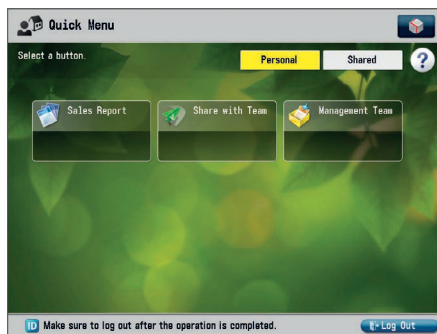 Quick Menu
Select a button.
Personal
Shared
?
Sales Report
Share with Team
Management Team
ID Make sure to log out after the operation is completed.
Log Out